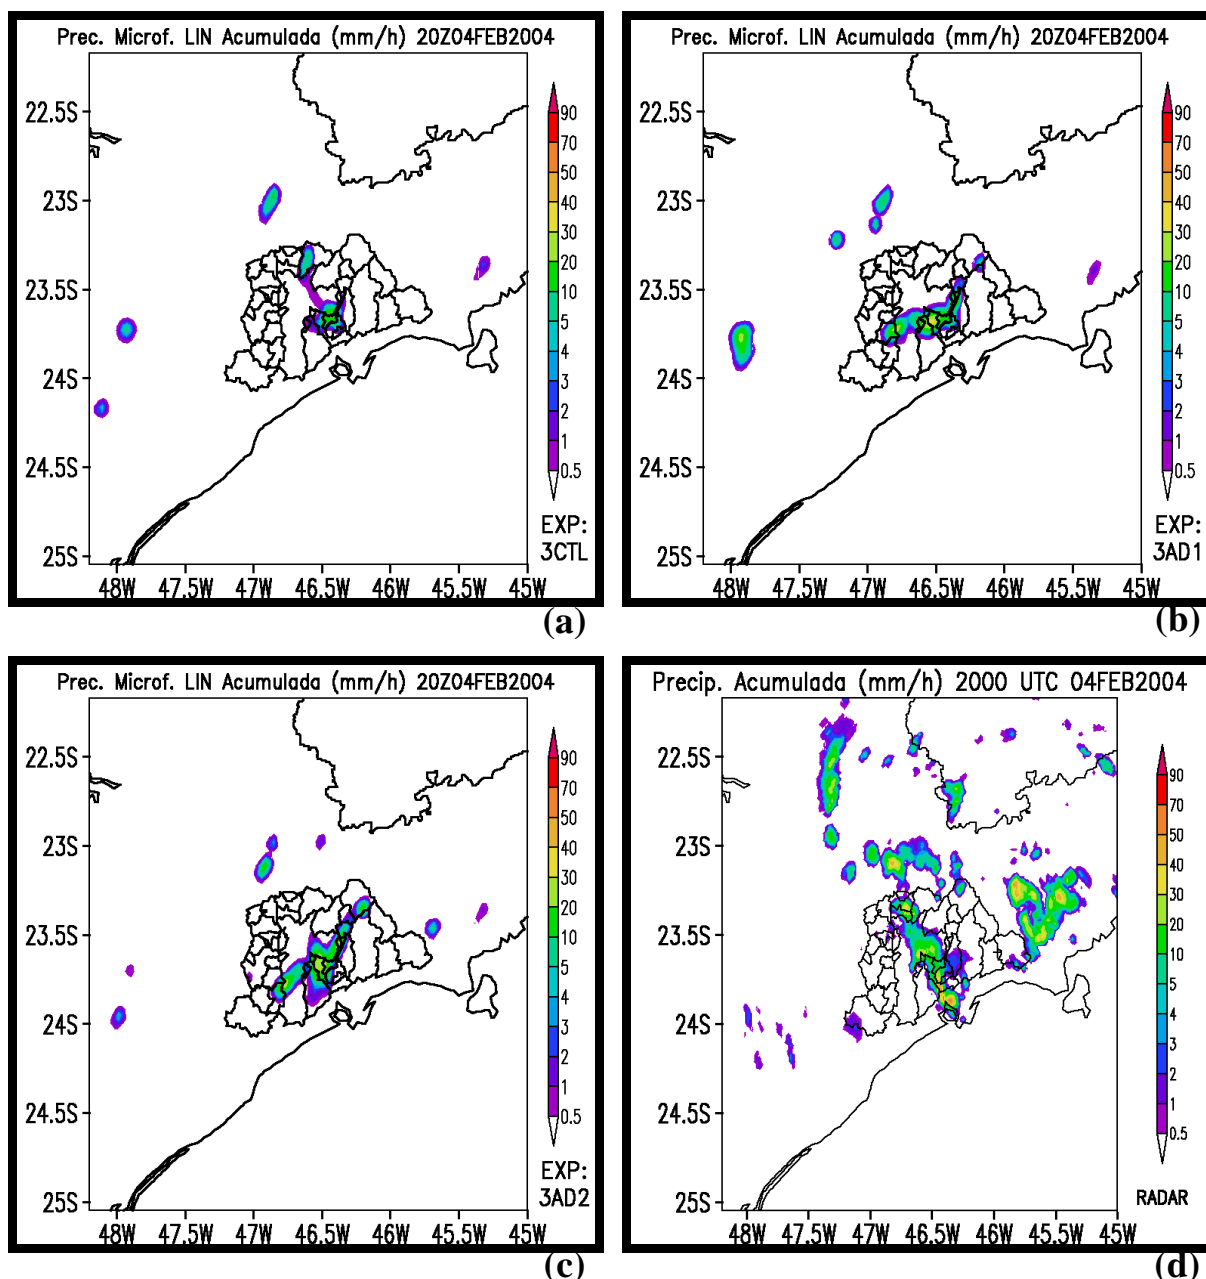 Prec. Microf. LIN Acumulada (mm/h) 20Z04FEB2004
22.5S
23S
23.5S
24S
24.5S
25S
48W 47.5W 47W 46.5W 46W 45.5W 45W
90
70
50
40
30
20
10
5
4
3
2
1
0.5
EXP:
3CTL
(a)
Prec. Microf. LIN Acumulada (mm/h) 20Z04FEB2004
22.5S
23S
23.5S
24S
24.5S
25S
48W 47.5W 47W 46.5W 46W 45.5W 45W
90
70
50
40
30
20
10
5
4
3
2
1
0.5
EXP:
3AD1
(b)
Prec. Microf. LIN Acumulada (mm/h) 20Z04FEB2004
22.5S
23S
23.5S
24S
24.5S
25S
48W 47.5W 47W 46.5W 46W 45.5W 45W
90
70
50
40
30
20
10
5
4
3
2
1
0.5
EXP:
3AD2
(c)
Precip. Acumulada (mm/h) 2000 UTC 04FEB2004
22.5S
23S
23.5S
24S
24.5S
25S
48W 47.5W 47W 46.5W 46W 45.5W 45W
90
70
50
40
30
20
10
5
4
3
2
1
0.5
RADAR
(d)